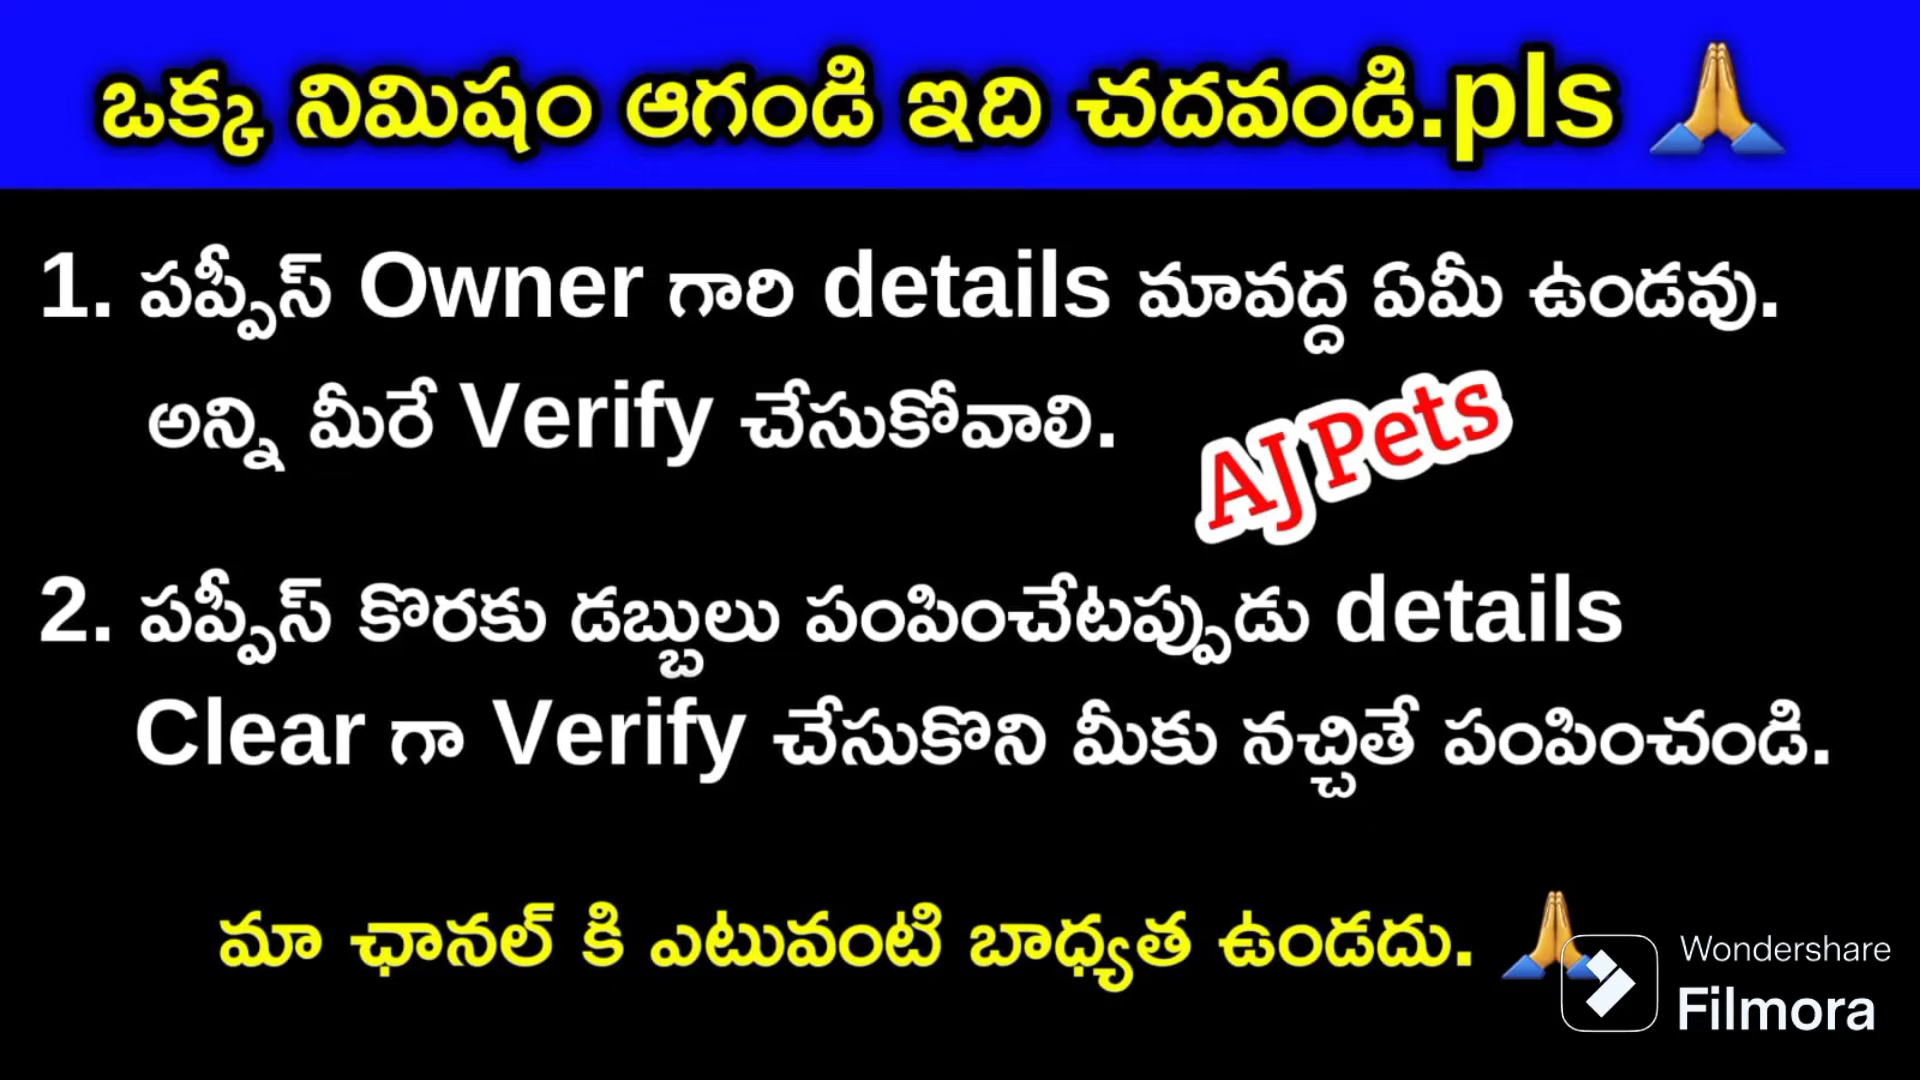 ఒక్క నిమిషం ఆగండి ఇది చదవండి.pls 🙏
1. పప్పీస్ Owner గారి details మావద్ద ఏమీ ఉండవు.
అన్ని మీరే Verify చేసుకోవాలి.
AJ Pets
2. పప్పీస్ కొరకు డబ్బులు పంపించేటప్పుడు details
Clear గా Verify చేసుకొని మీకు నచ్చితే పంపించండి.
మా ఛానల్ కి ఎటువంటి బాధ్యత ఉండదు. 🙏
Wondershare
Filmora